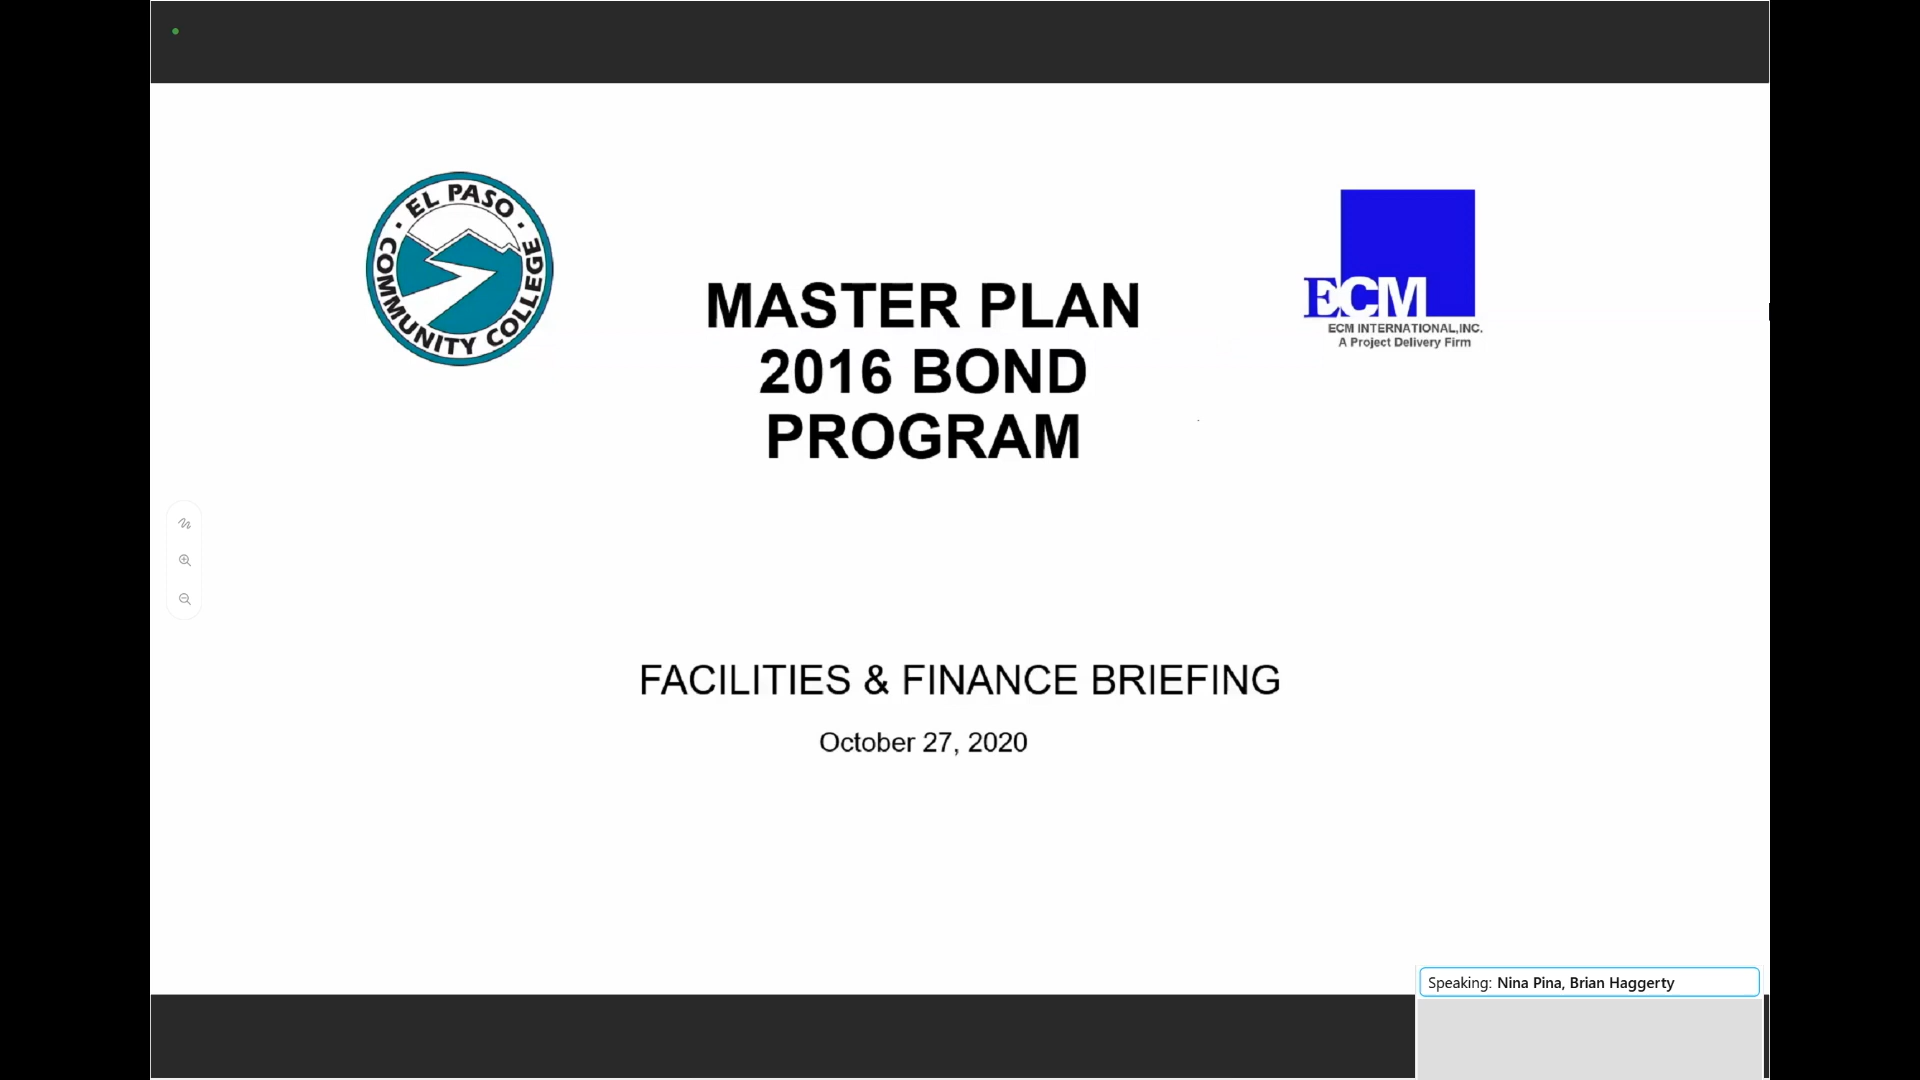 EL PASO
COMMUNITY COLLEGE
MASTER PLAN
2016 BOND
PROGRAM
ECM
ECM INTERNATIONAL,INC.
A Project Delivery Firm
FACILITIES & FINANCE BRIEFING
October 27, 2020
Speaking: Nina Pina, Brian Haggerty